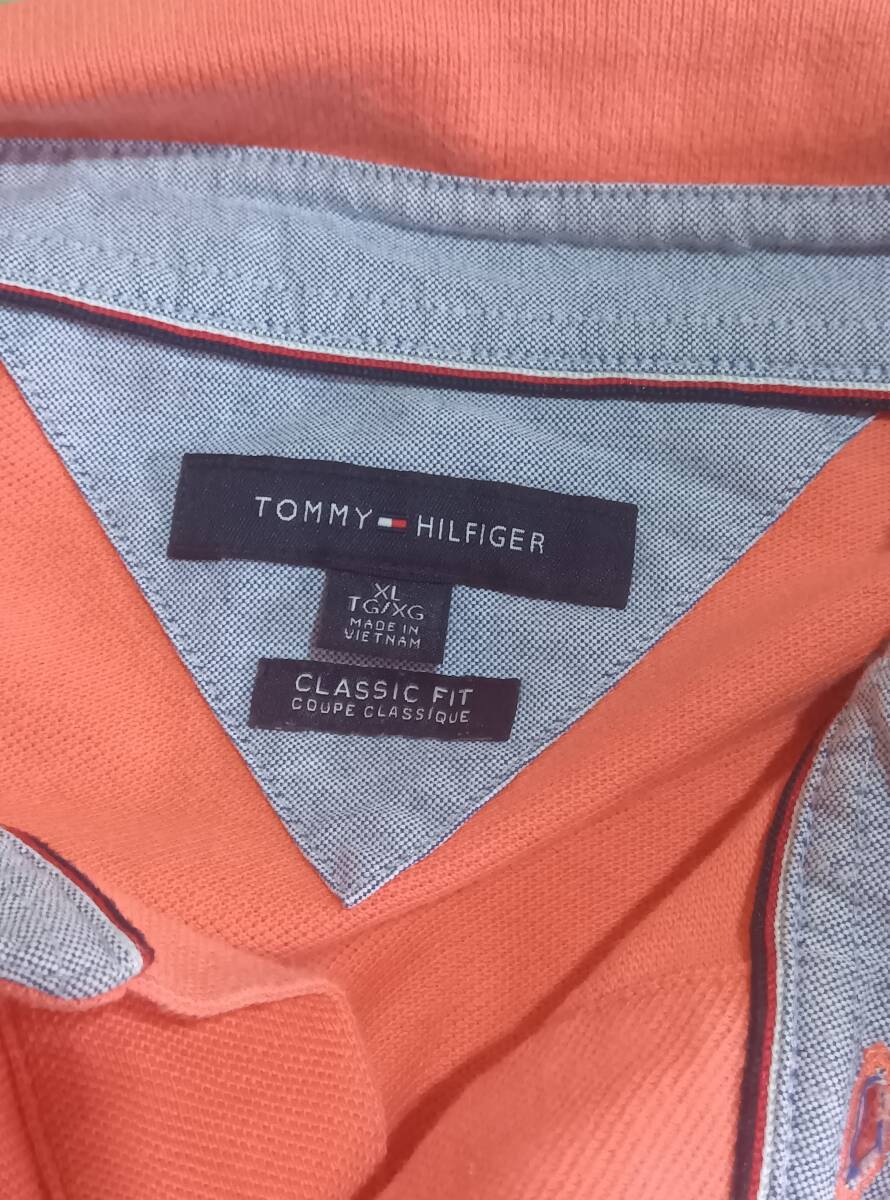 TOMMY HILFIGER
XL
TG/XG
MADE IN
VIETNAM
CLASSIC FIT
COUPE CLASSIQUE